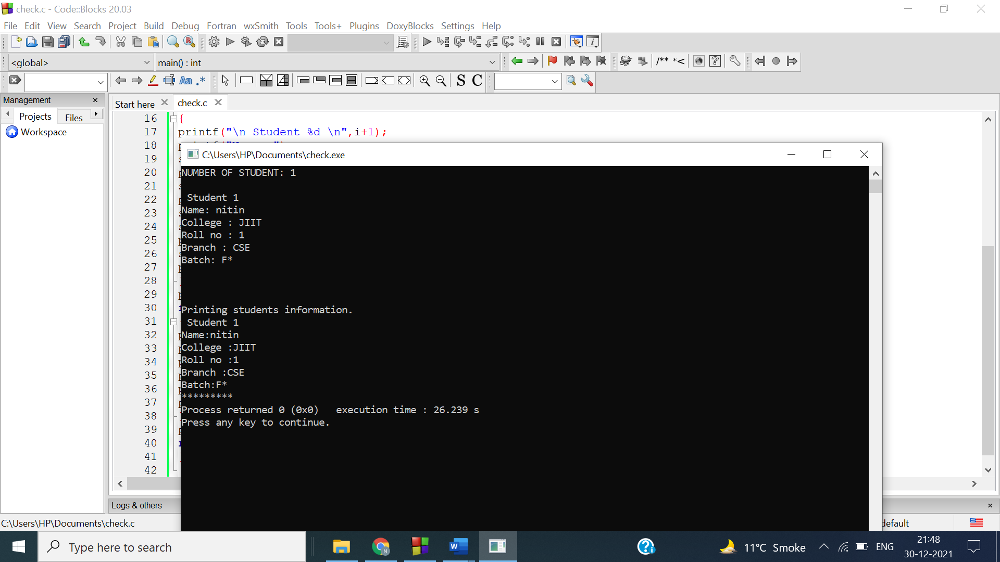 check.c - Code::Blocks 20.03
File Edit View Search Project Build Debug Fortran wxSmith Tools Tools+ Plugins DoxyBlocks Settings Help
<global> main() : int /** *<
Aa .* S C
Management
Start here check.c
Projects Files
Workspace
16 {
17 printf("\n Student %d \n",i+1);
18
19
20
21
22
23
24
25
26
27
28
29
30
31
32
33
34
35
36
37
38
39
40
41
42
C:\Users\HP\Documents\check.exe
NUMBER OF STUDENT: 1
Student 1
Name: nitin
College : JIIT
Roll no : 1
Branch : CSE
Batch: F*
Printing students information.
Student 1
Name:nitin
College :JIIT
Roll no :1
Branch :CSE
Batch:F*
*********
Process returned 0 (0x0)   execution time : 26.239 s
Press any key to continue.
Logs & others
C:\Users\HP\Documents\check.c default
Type here to search
11°C Smoke ENG
21:48
30-12-2021